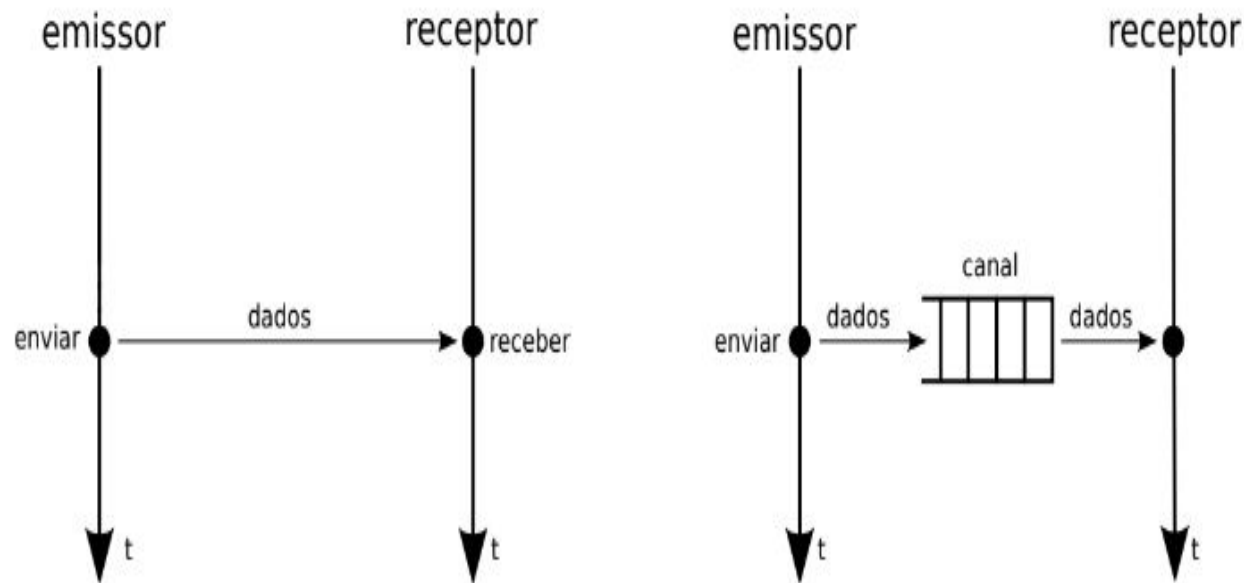 emissor receptor emissor receptor
canal
dados dados dados
enviar receber enviar
t t t t